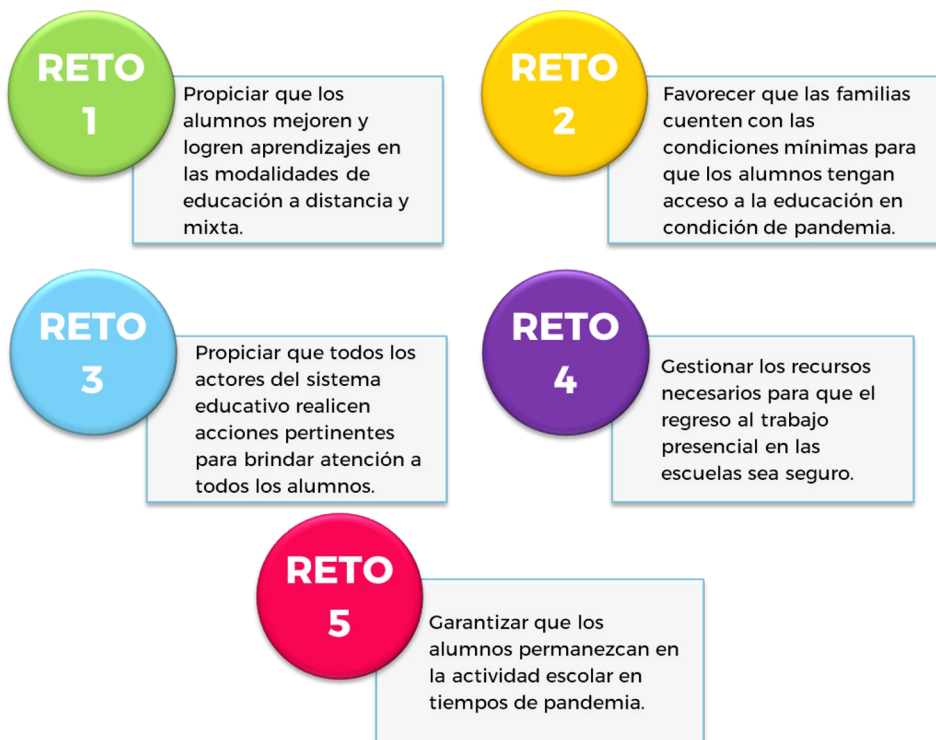 RETO
1
Propiciar que los
alumnos mejoren y
logren aprendizajes en
las modalidades de
educación a distancia y
mixta.
RETO
2
Favorecer que las familias
cuenten con las
condiciones mínimas para
que los alumnos tengan
acceso a la educación en
condición de pandemia.
RETO
3
Propiciar que todos los
actores del sistema
educativo realicen
acciones pertinentes
para brindar atención a
todos los alumnos.
RETO
4
Gestionar los recursos
necesarios para que el
regreso al trabajo
presencial en las
escuelas sea seguro.
RETO
5
Garantizar que los
alumnos permanezcan en
la actividad escolar en
tiempos de pandemia.